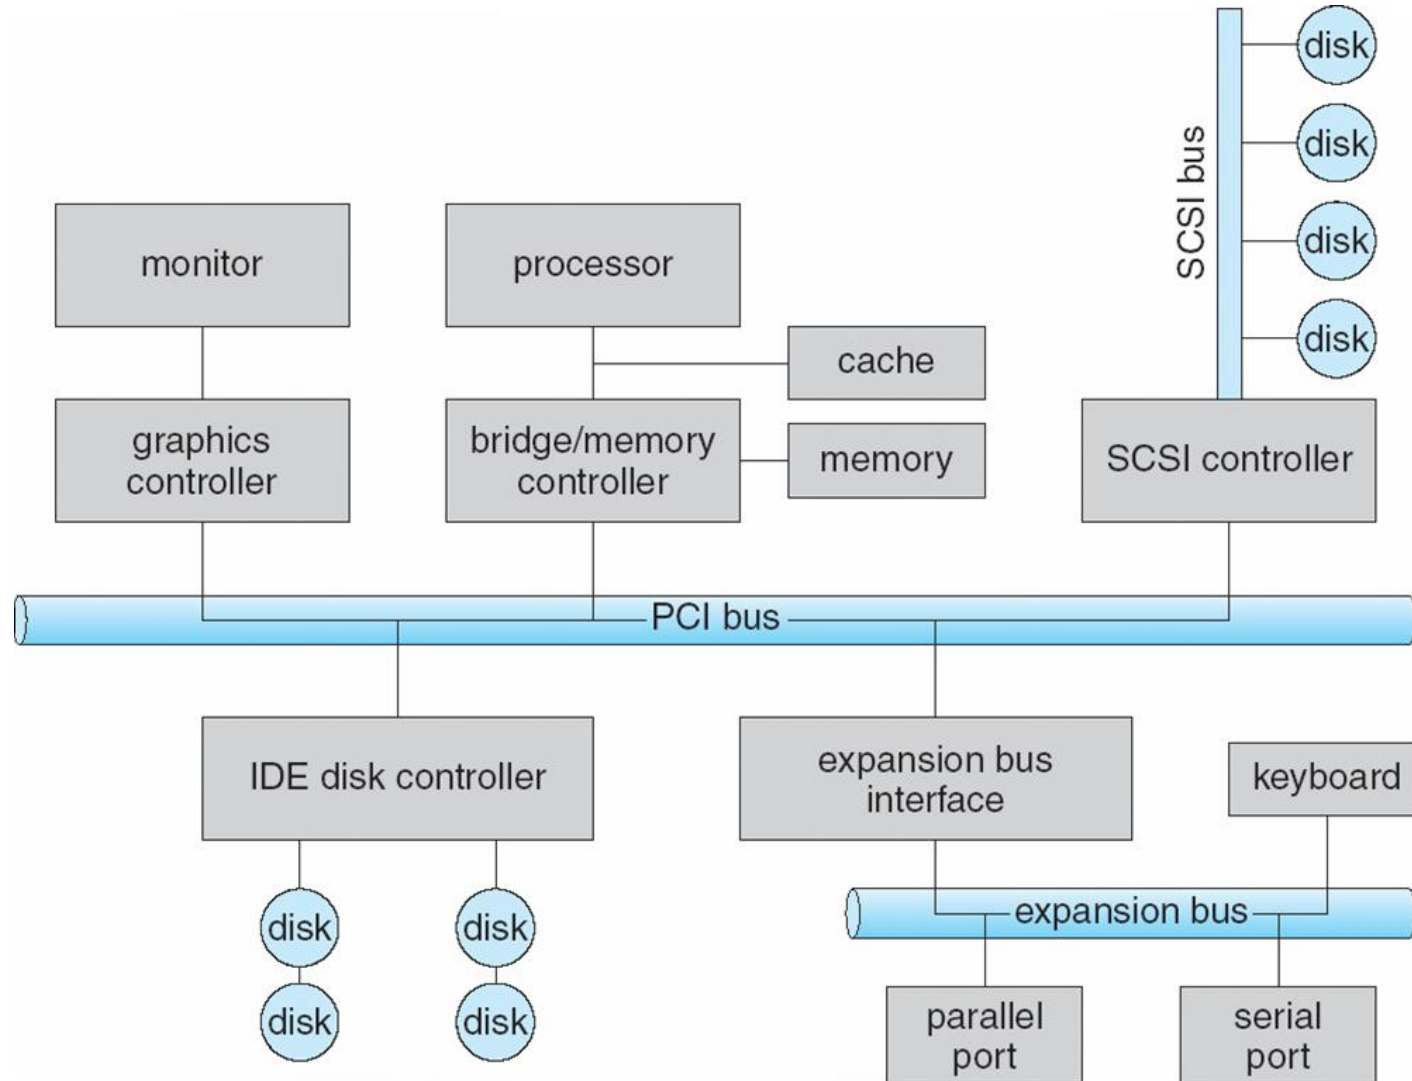 disk
disk
disk
disk
SCSI bus
monitor
processor
cache
graphics
controller
bridge/memory
controller
memory
SCSI controller
PCI bus
IDE disk controller
expansion bus
interface
keyboard
disk
disk
expansion bus
disk
disk
parallel
port
serial
port